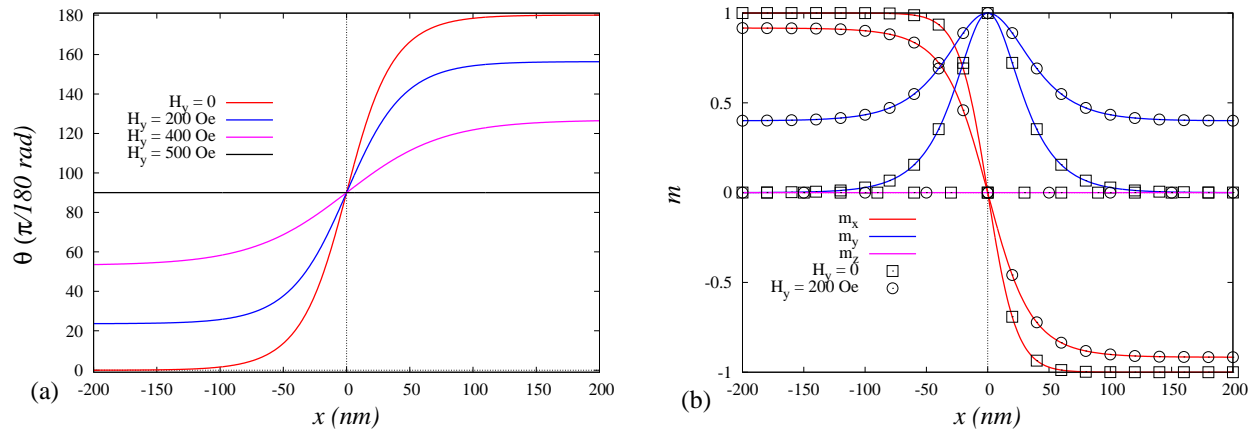 180
160
140
120
100
80
60
40
20
0
θ (π/180 rad)
H_y = 0
H_y = 200 Oe
H_y = 400 Oe
H_y = 500 Oe
-200 -150 -100 -50 0 50 100 150 200
(a)
x (nm)
1
0.5
0
-0.5
-1
m
m_x
m_y
m_z
H_y = 0
H_y = 200 Oe
-200 -150 -100 -50 0 50 100 150 200
(b)
x (nm)